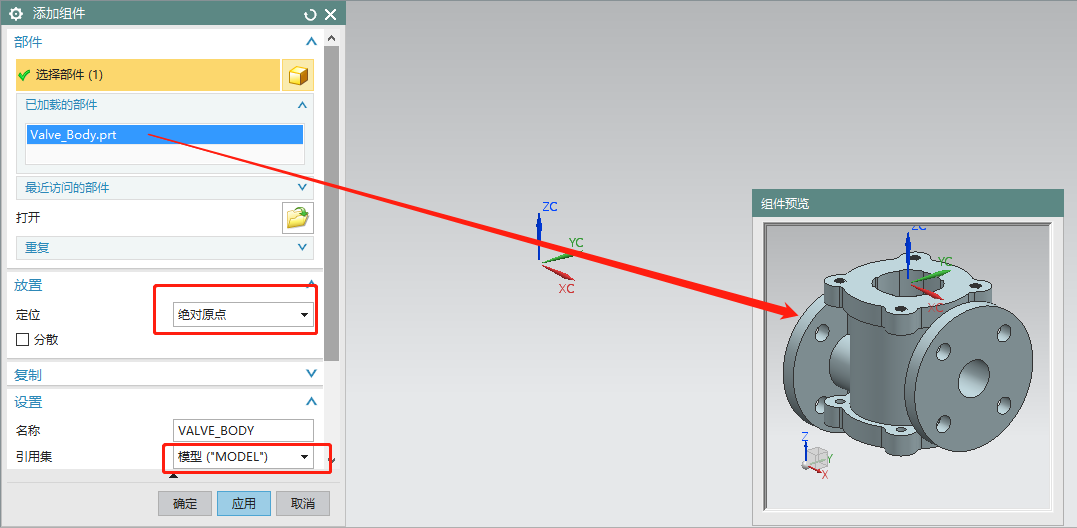 添加组件
部件
选择部件 (1)
已加载的部件
Valve_Body.prt
最近访问的部件
打开
重复
放置
定位 绝对原点
分散
复制
设置
名称 VALVE_BODY
引用集 模型 ("MODEL")
确定 应用 取消
ZC
YC
XC
组件预览
ZC
YC
XC
Z
Y
X